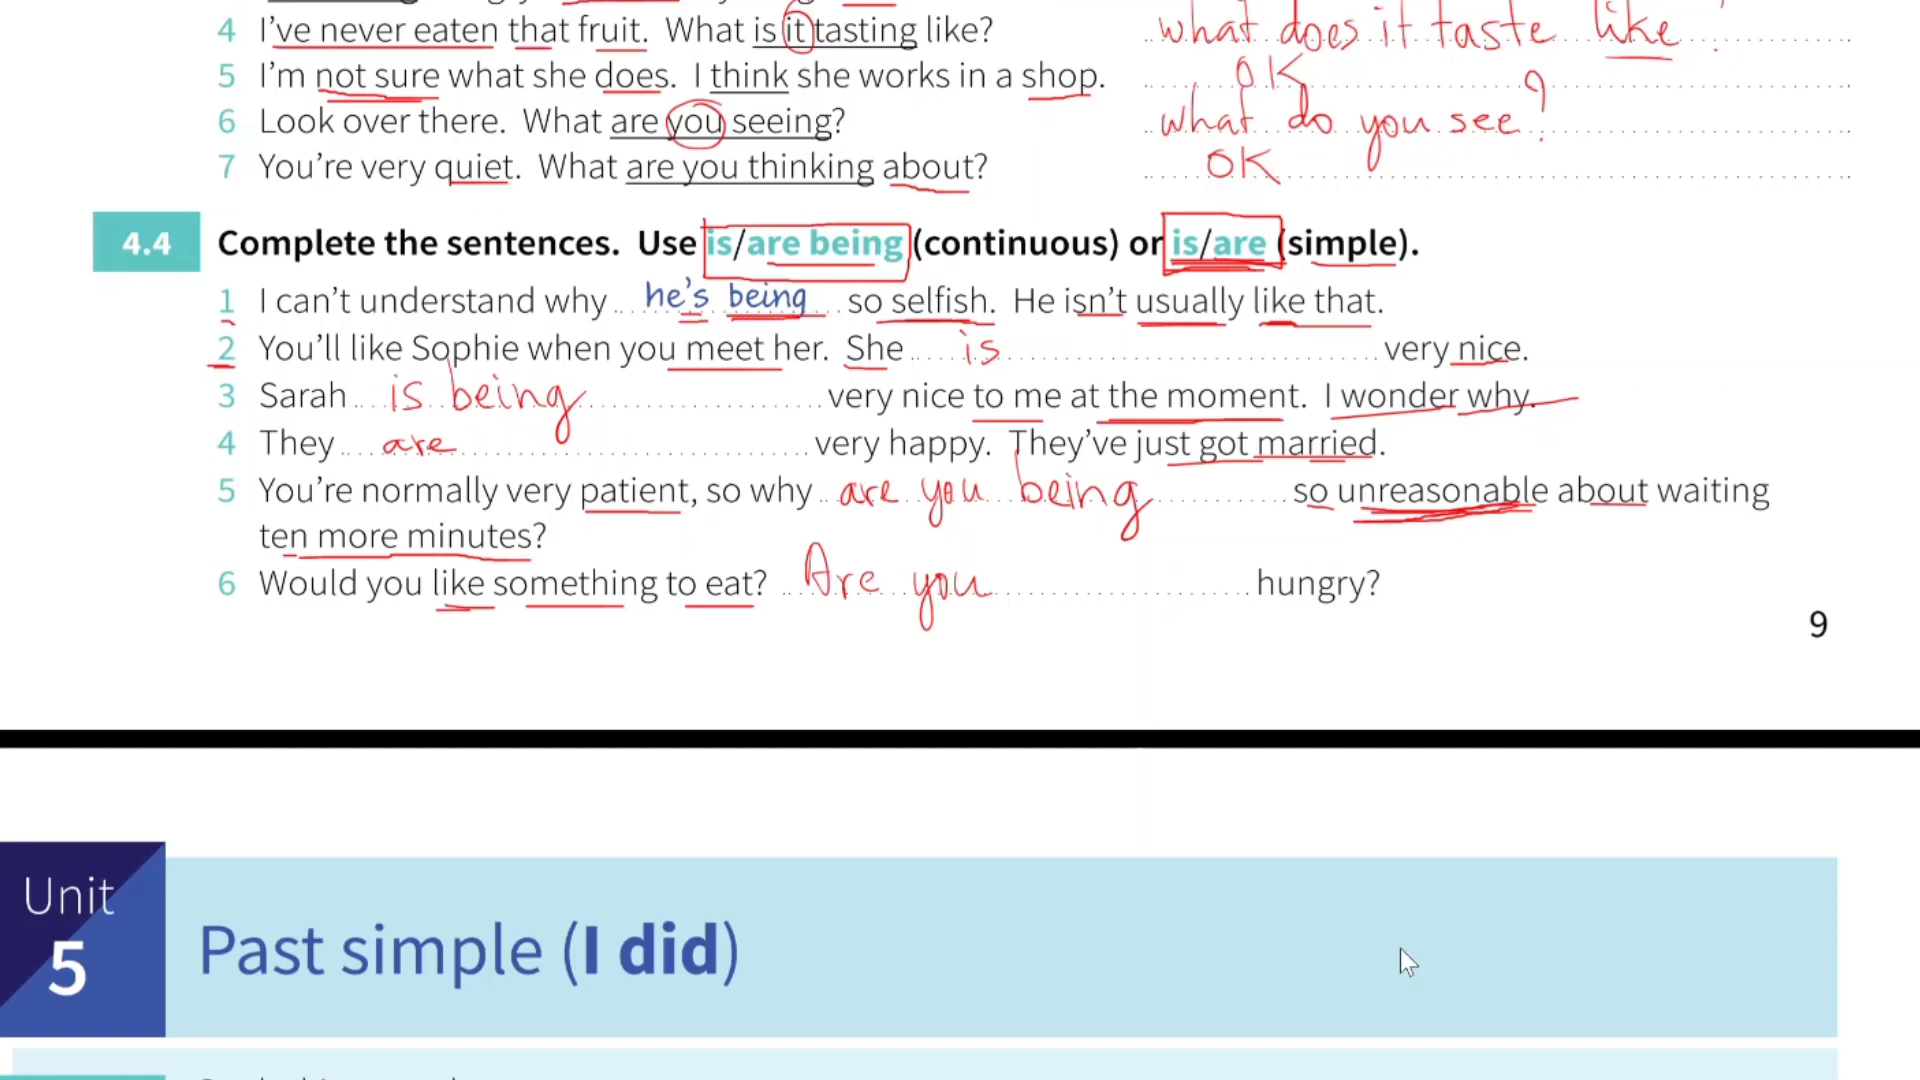 4 I've never eaten that fruit. What is it tasting like? what does it taste like ?
5 I'm not sure what she does. I think she works in a shop. OK
6 Look over there. What are you seeing? what do you see?
7 You're very quiet. What are you thinking about? OK
4.4 Complete the sentences. Use is/are being (continuous) or is/are (simple).
1 I can't understand why he's being so selfish. He isn't usually like that.
2 You'll like Sophie when you meet her. She is very nice.
3 Sarah is being very nice to me at the moment. I wonder why.
4 They are very happy. They've just got married.
5 You're normally very patient, so why are you being so unreasonable about waiting
ten more minutes?
6 Would you like something to eat? Are you hungry?
9
Unit
5
Past simple (I did)